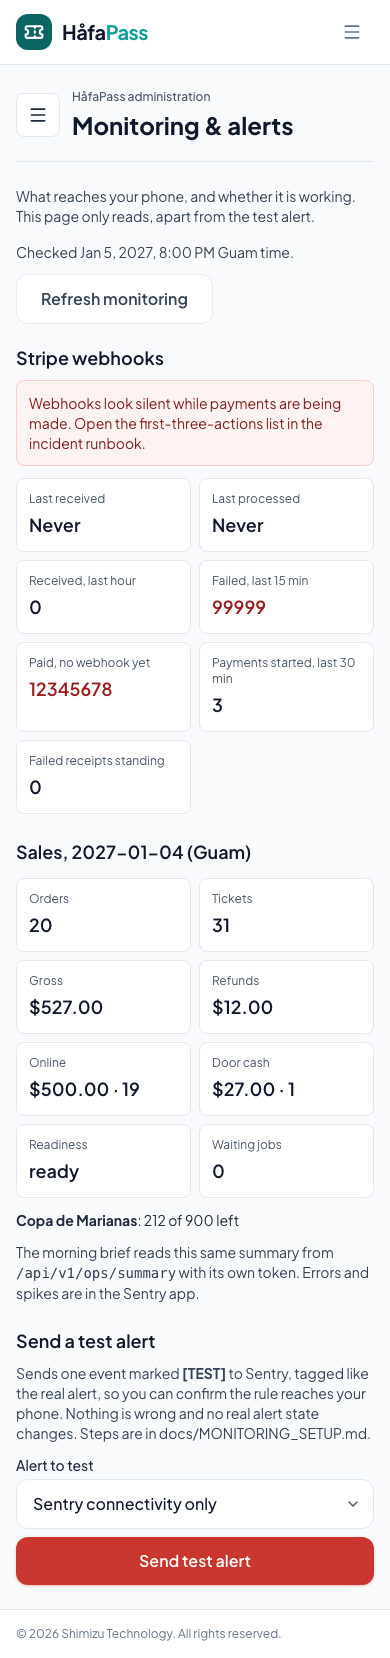 HåfaPass
HåfaPass administration
Monitoring & alerts
What reaches your phone, and whether it is working.
This page only reads, apart from the test alert.
Checked Jan 5, 2027, 8:00 PM Guam time.
Refresh monitoring
Stripe webhooks
Webhooks look silent while payments are being
made. Open the first-three-actions list in the
incident runbook.
Last received
Never
Last processed
Never
Received, last hour
0
Failed, last 15 min
99999
Paid, no webhook yet
12345678
Payments started, last 30
min
3
Failed receipts standing
0
Sales, 2027-01-04 (Guam)
Orders
20
Tickets
31
Gross
$527.00
Refunds
$12.00
Online
$500.00 · 19
Door cash
$27.00 · 1
Readiness
ready
Waiting jobs
0
Copa de Marianas: 212 of 900 left
The morning brief reads this same summary from
/api/v1/ops/summary with its own token. Errors and
spikes are in the Sentry app.
Send a test alert
Sends one event marked [TEST] to Sentry, tagged like
the real alert, so you can confirm the rule reaches your
phone. Nothing is wrong and no real alert state
changes. Steps are in docs/MONITORING_SETUP.md.
Alert to test
Sentry connectivity only
Send test alert
© 2026 Shimizu Technology. All rights reserved.